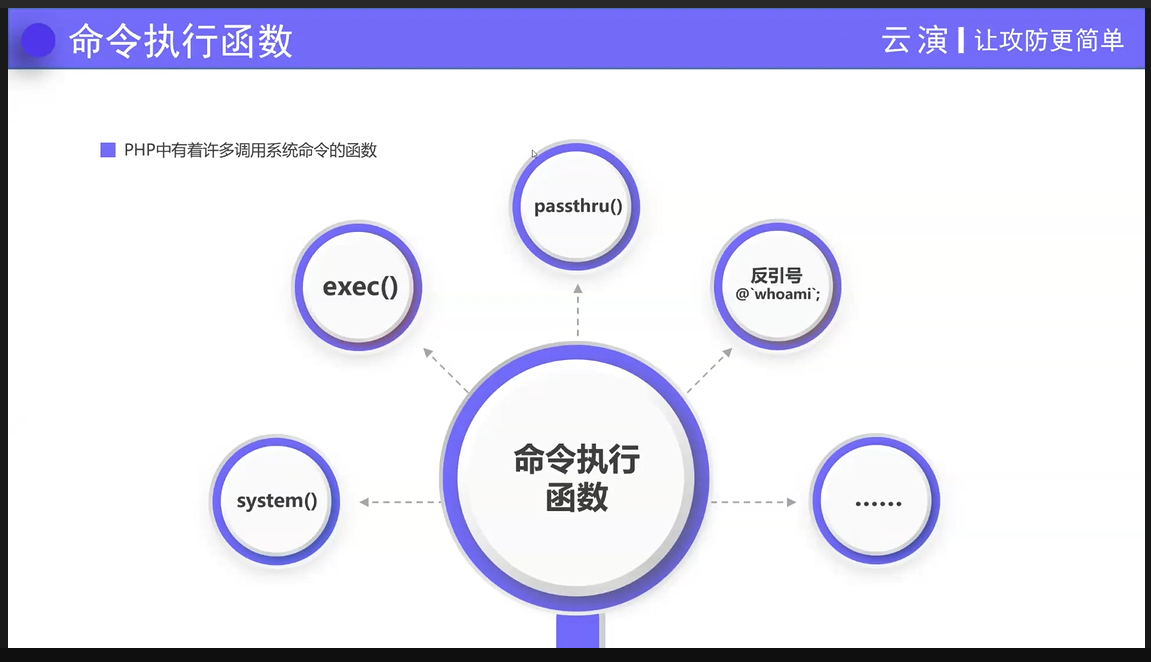 命令执行函数
云演 让攻防更简单
PHP中有着许多调用系统命令的函数
passthru()
exec()
反引号
@`whoami`;
命令执行
函数
system()
······